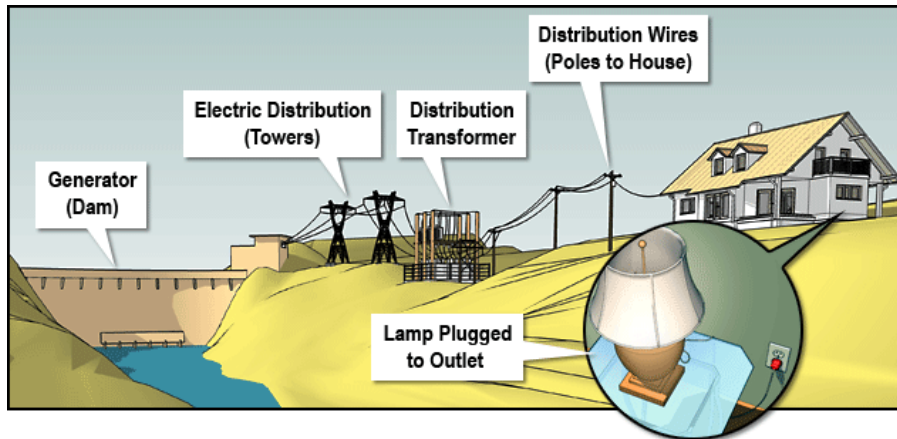 Generator
(Dam)
Electric Distribution
(Towers)
Distribution
Transformer
Distribution Wires
(Poles to House)
Lamp Plugged
to Outlet